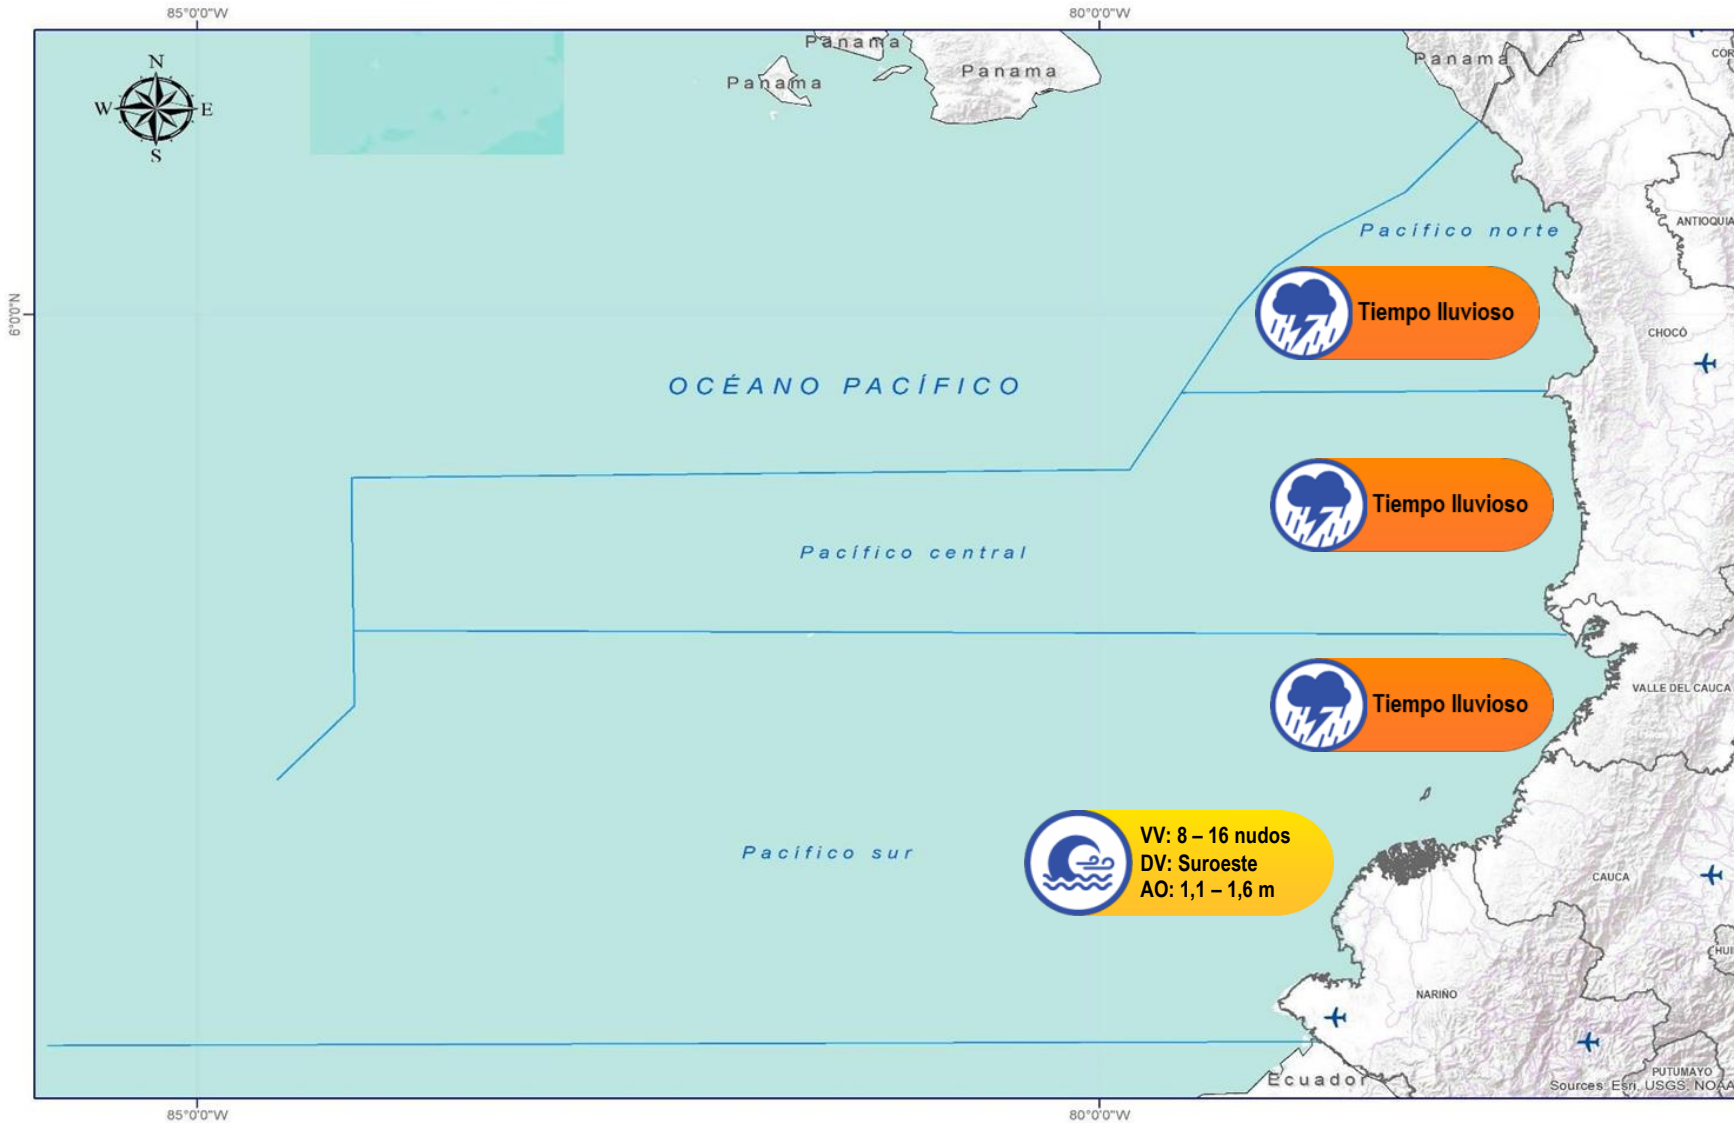 85°0'0"W
80°0'0"W
N
W
E
S
Panama
Panama
Panama
Panama
ANTIOQUIA
Pacífico norte
6°0'0"N
Tiempo lluvioso
CHOCÓ
OCÉANO PACÍFICO
Tiempo lluvioso
Pacífico central
VALLE DEL CAUCA
Tiempo lluvioso
VV: 8 – 16 nudos
Pacífico sur
DV: Suroeste
AO: 1,1 – 1,6 m
CAUCA
NARIÑO
PUTUMAYO
Ecuador
Sources: Esri, USGS, NOAA
85°0'0"W
80°0'0"W